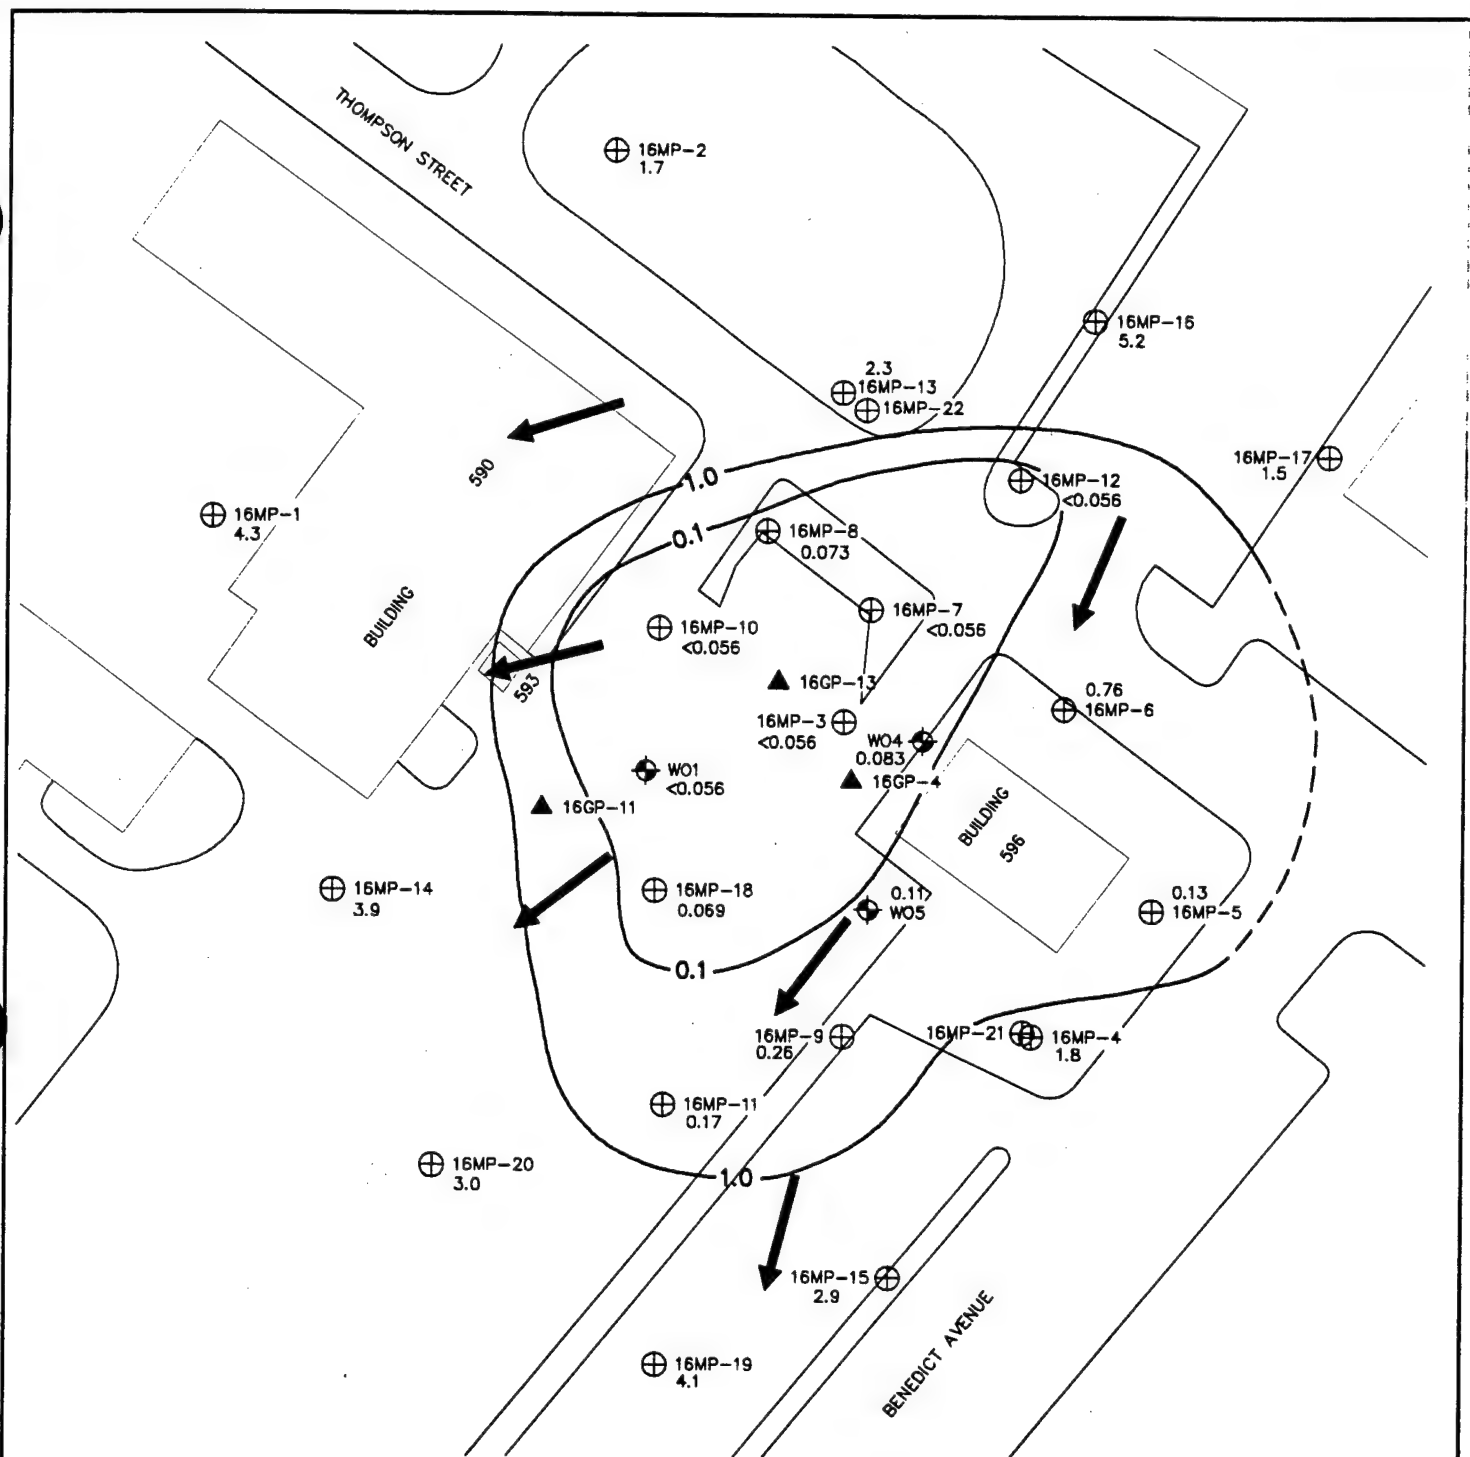 THOMPSON STREET
16MP-2
1.7
16MP-16
5.2
2.3
16MP-13
16MP-22
16MP-17
1.5
590
1.0
16MP-12
<0.056
16MP-1
4.3
0.1
16MP-8
0.073
BUILDING
16MP-10
<0.056
16MP-7
<0.056
593
16GP-13
0.76
16MP-6
16MP-3
<0.056
WO4
0.083
WO1
<0.056
16GP-4
16GP-11
BUILDING
596
16MP-14
3.9
16MP-18
0.069
0.11
WO5
0.13
16MP-5
0.1
16MP-9
0.26
16MP-21
16MP-4
1.8
16MP-11
0.17
16MP-20
3.0
1.0
16MP-15
2.9
16MP-19
4.1
BENEDICT AVENUE